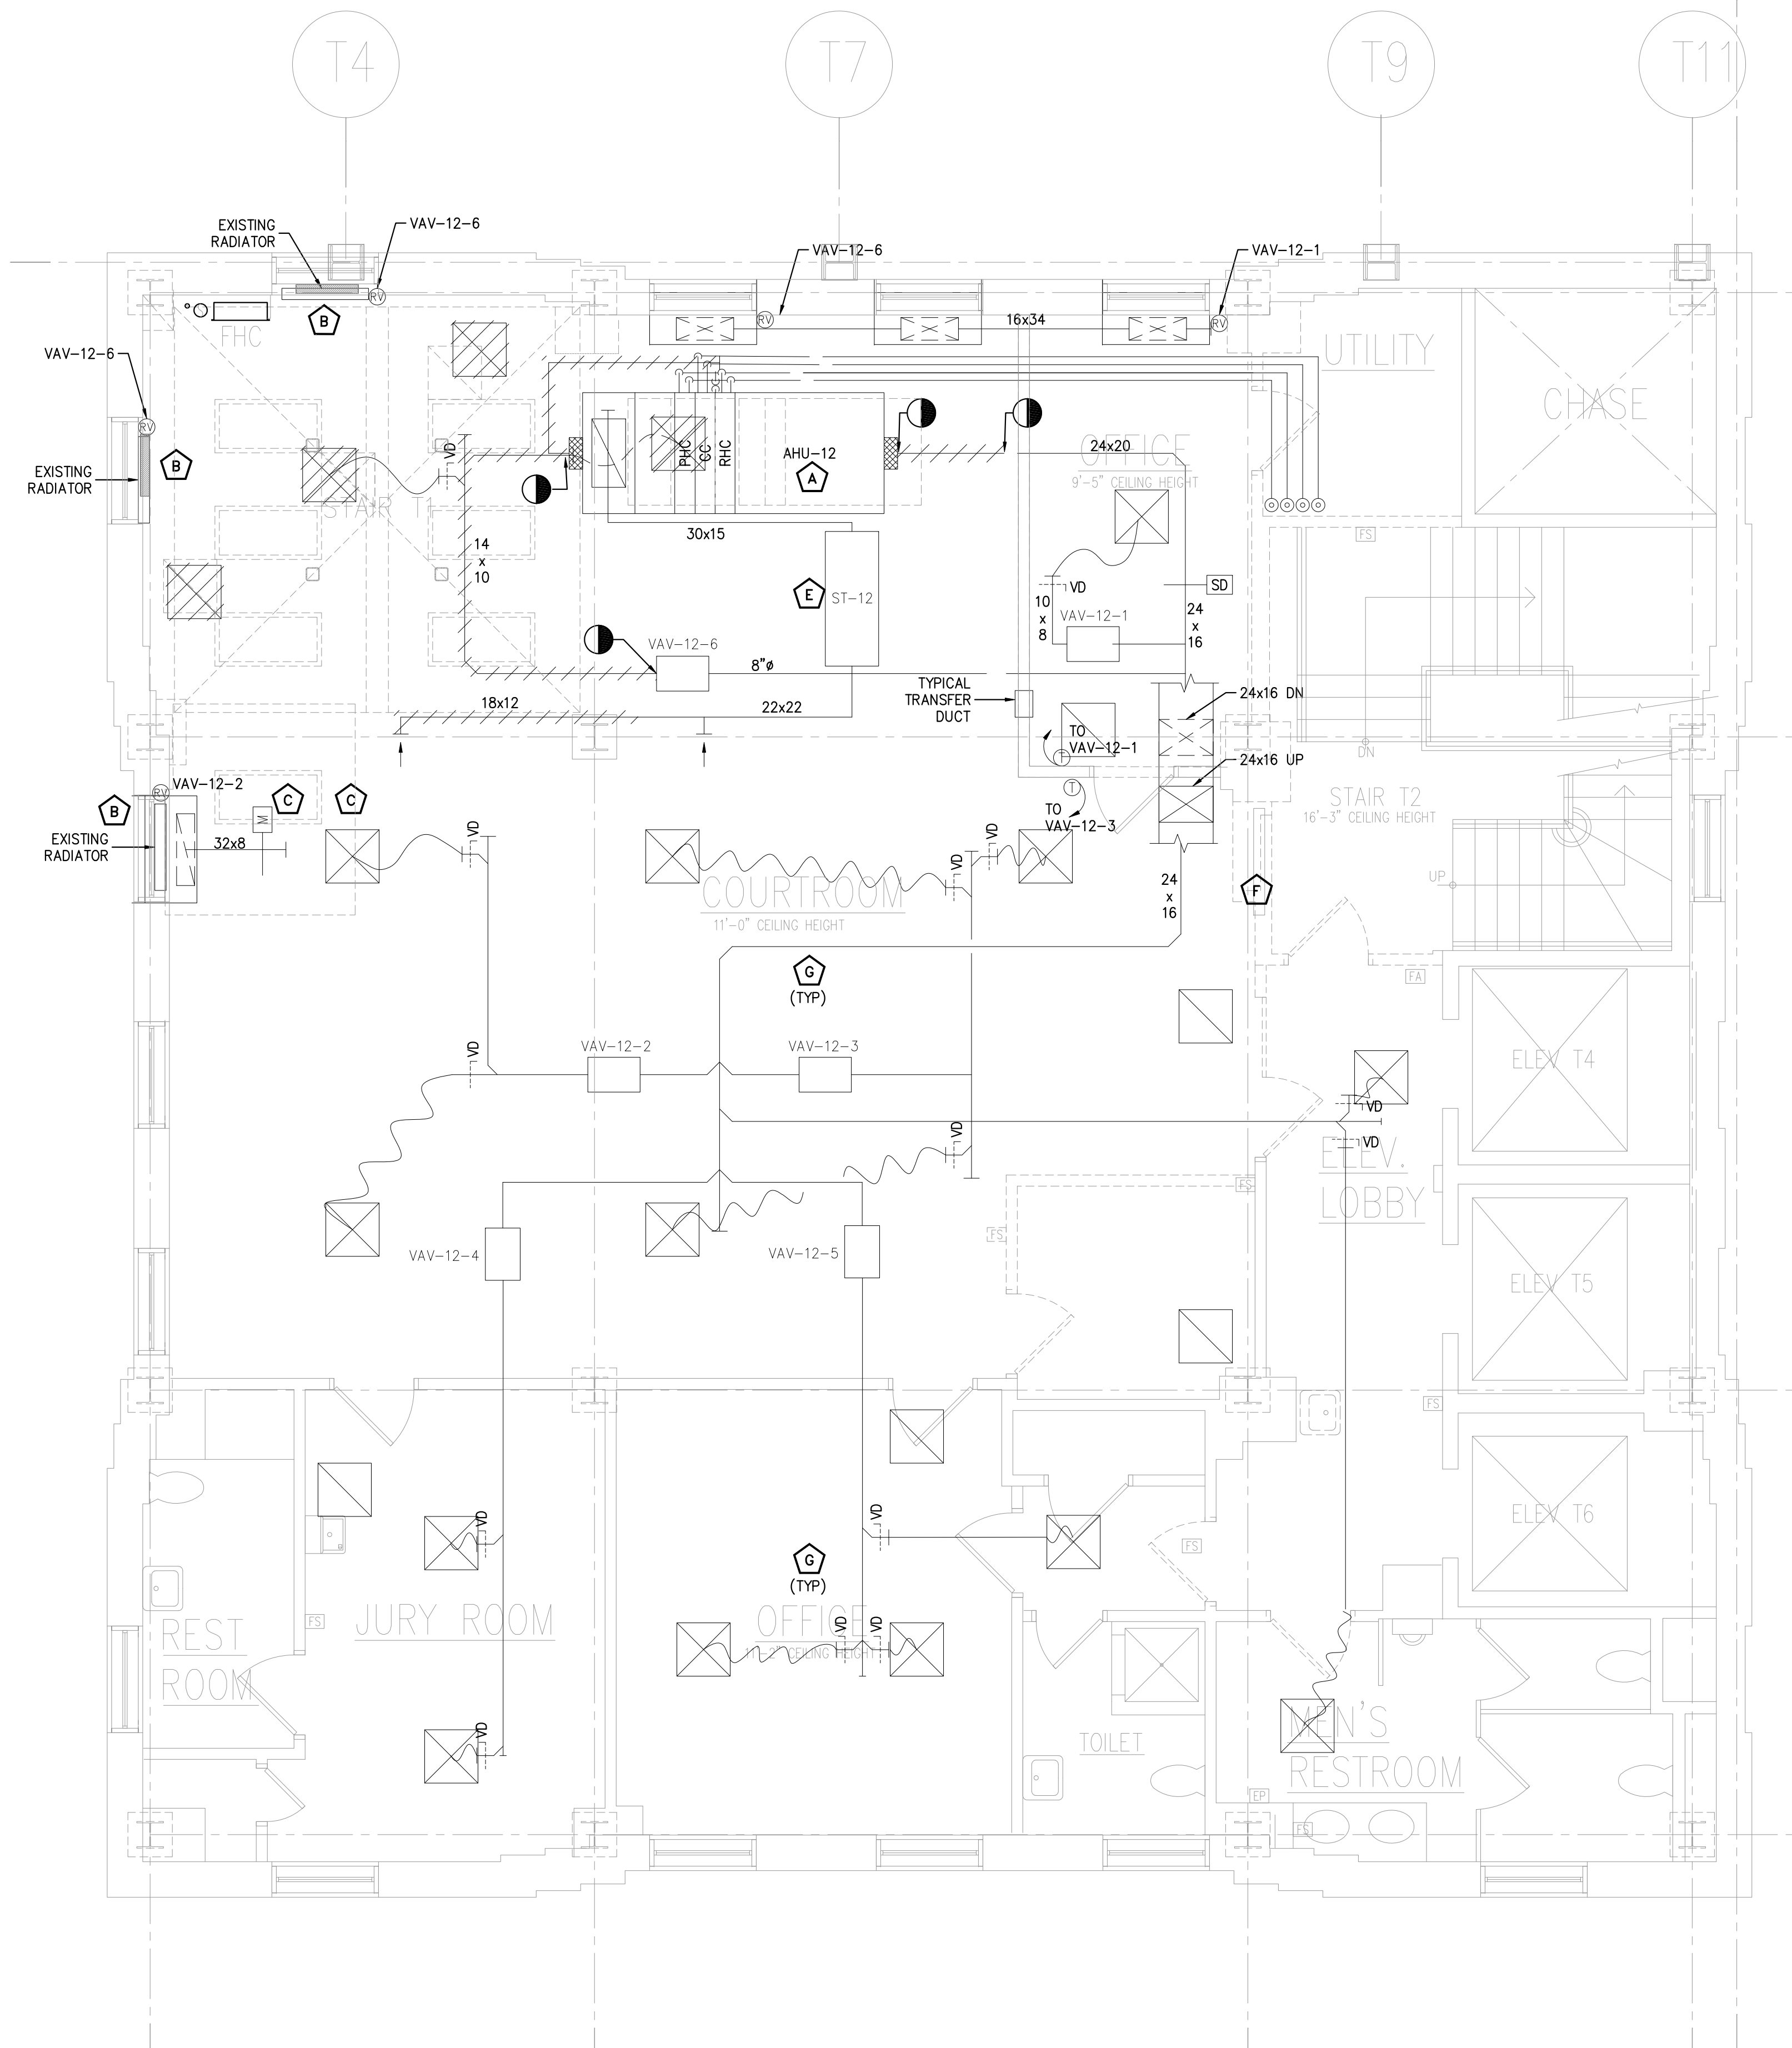 T4
T7
T9
T11
EXISTING
RADIATOR
VAV-12-6
VAV-12-6
VAV-12-1
RV
B
FHC
RV
16x34
RV
UTILITY
CHASE
VAV-12-6
RV
EXISTING
RADIATOR
B
VD
PHC
CC
RHC
AHU-12
A
24x20
OFFICE
9'-5" CEILING HEIGHT
STAIR T1
30x15
FS
14
x
10
E
ST-12
VD
SD
10
x
8
VAV-12-1
24
x
16
VAV-12-6
8"ø
TYPICAL
TRANSFER
DUCT
18x12
22x22
24x16 DN
TO
VAV-12-1
T
DN
24x16 UP
VAV-12-2
RV
B
C
C
M
T
TO
VAV-12-3
STAIR T2
16'-3" CEILING HEIGHT
EXISTING
RADIATOR
32x8
VD
VD
VD
COURTROOM
11'-0" CEILING HEIGHT
24
x
16
F
UP
G
(TYP)
FA
VD
VAV-12-2
VAV-12-3
ELEV T4
VD
VD
VD
ELEV.
LOBBY
FS
FS
VAV-12-4
VAV-12-5
ELEV T5
FS
VD
VD
ELEV T6
FS
G
(TYP)
FS
REST
ROOM
JURY ROOM
OFFICE
11'-2" CEILING HEIGHT
VD
VD
VD
TOILET
MEN'S
RESTROOM
EP
FS